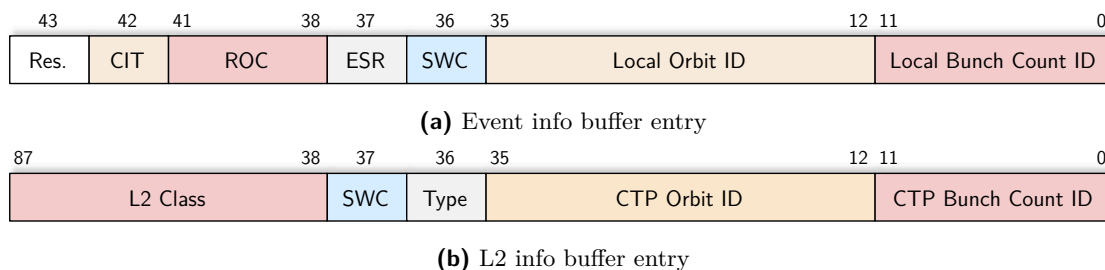 43 42 41 38 37 36 35 12 11 0
Res. CIT ROC ESR SWC Local Orbit ID Local Bunch Count ID
(a) Event info buffer entry
87 38 37 36 35 12 11 0
L2 Class SWC Type CTP Orbit ID CTP Bunch Count ID
(b) L2 info buffer entry